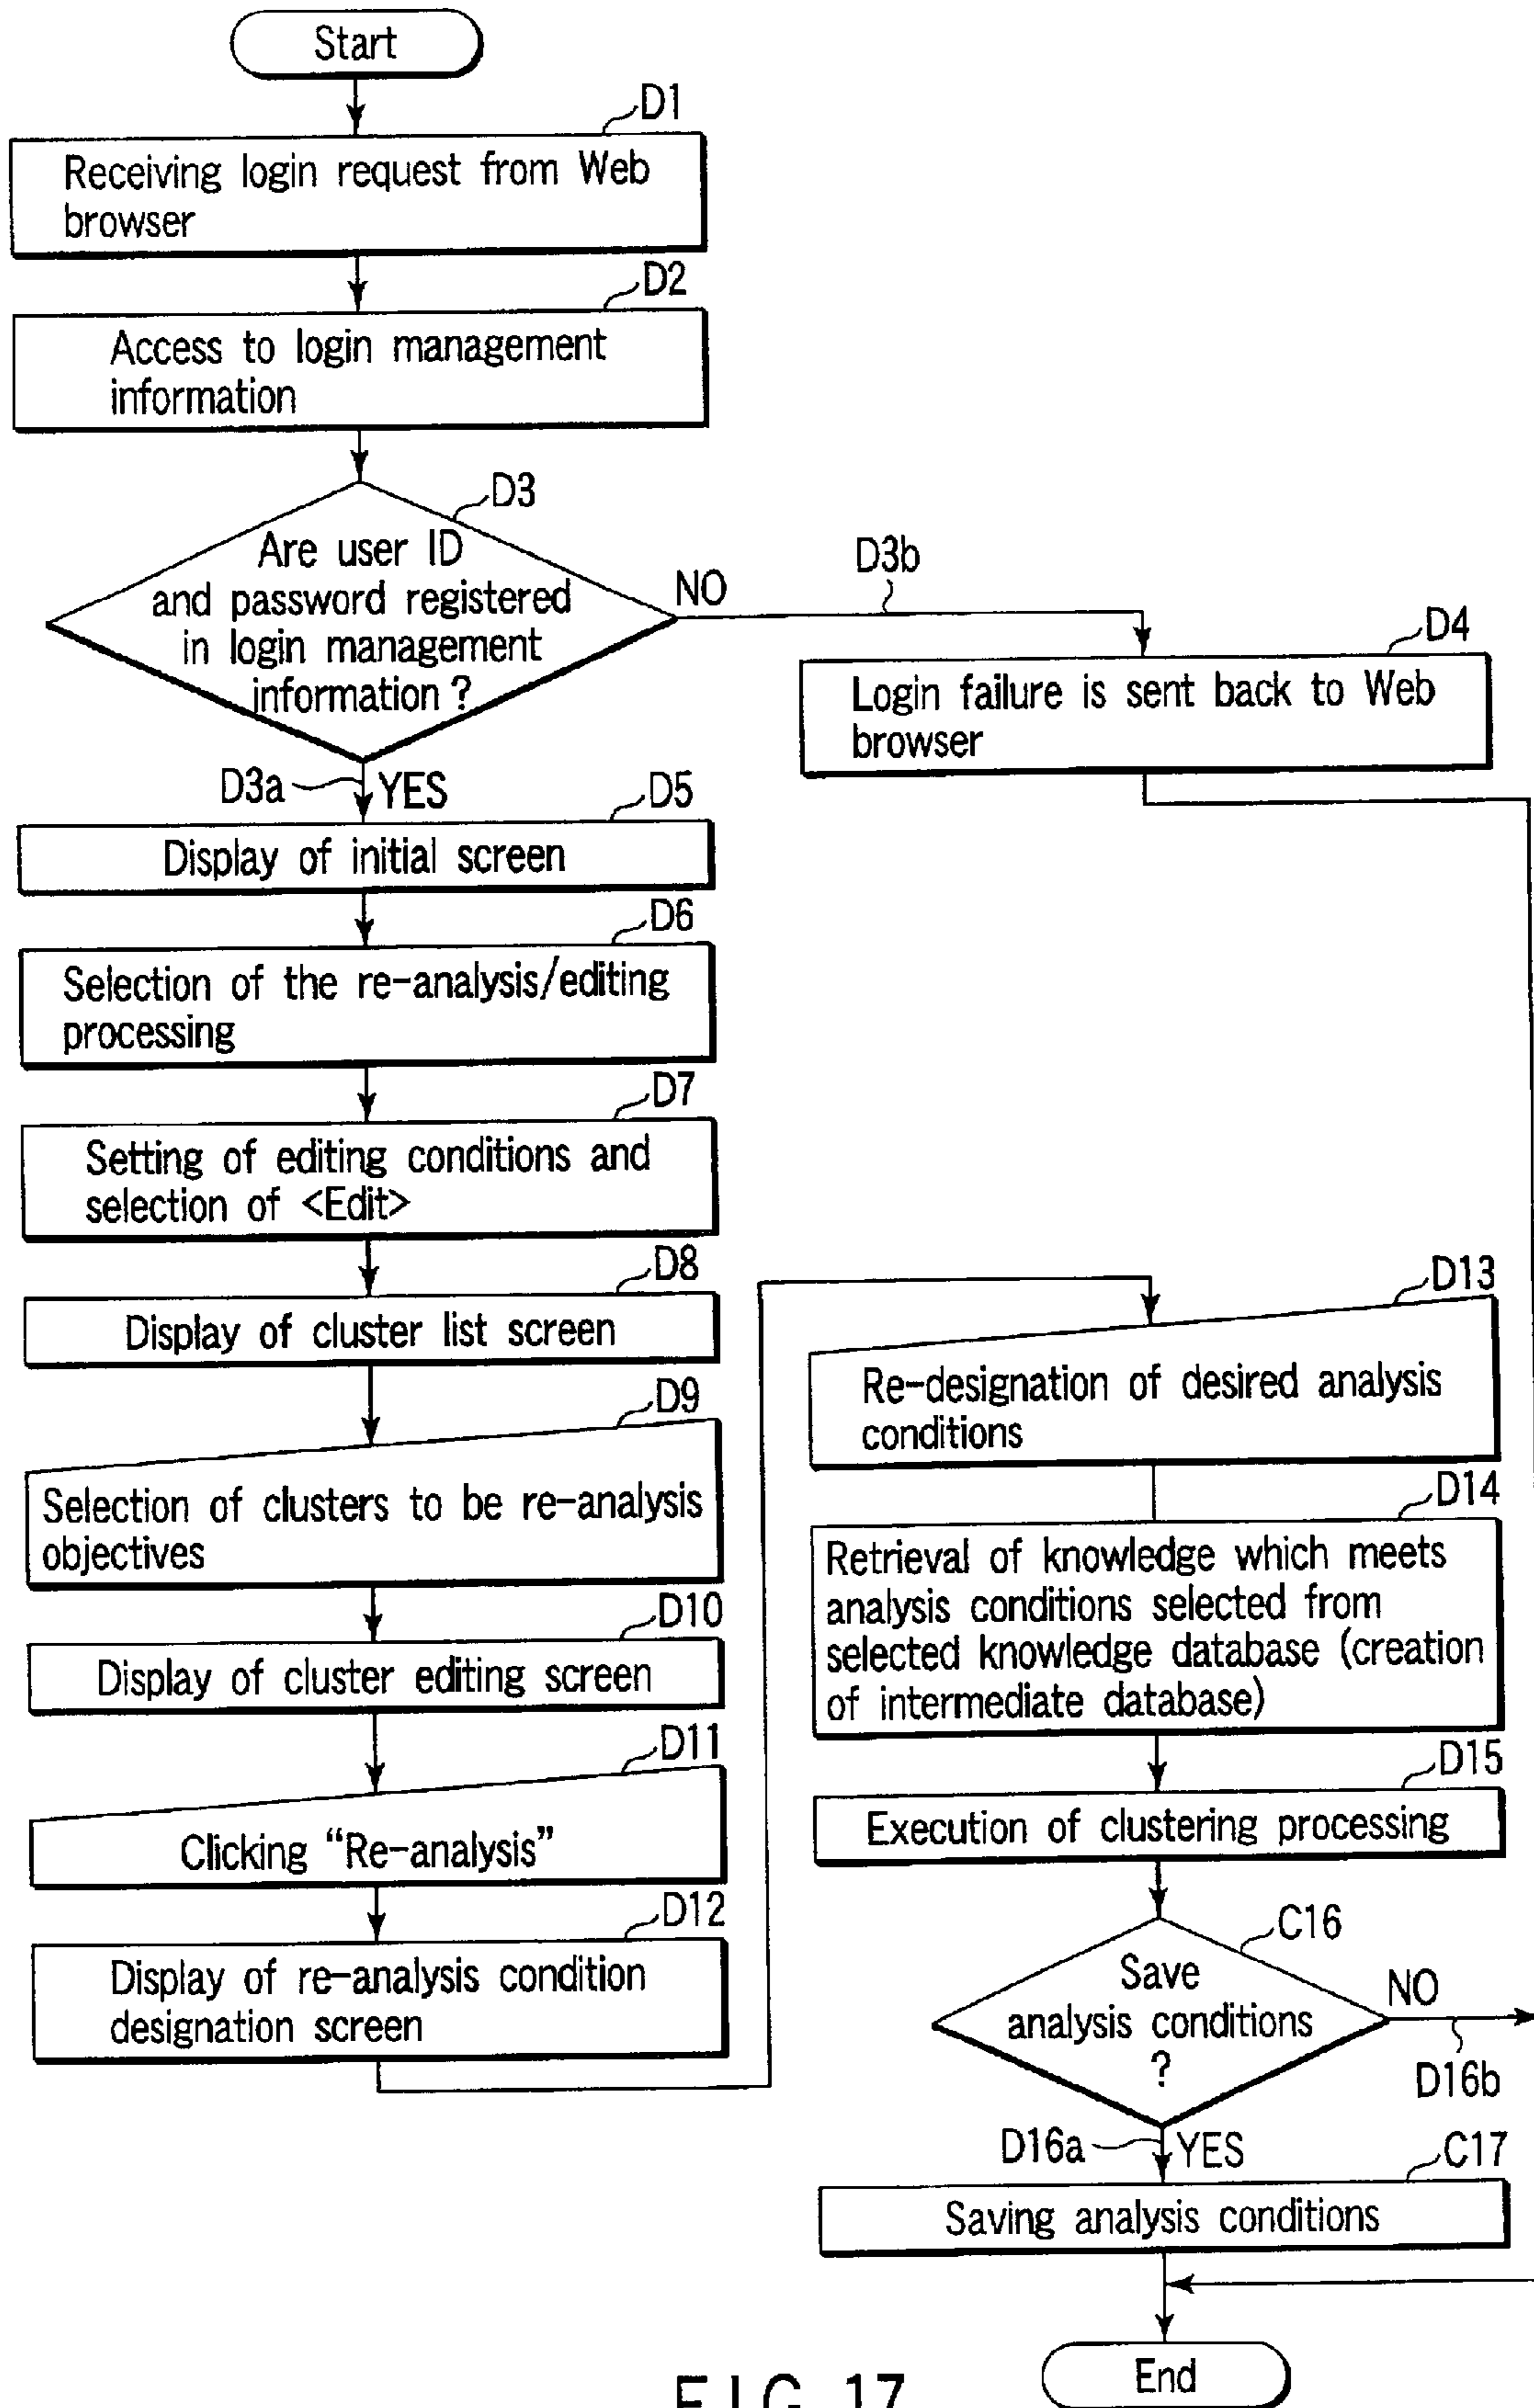 Start
D1
Receiving login request from Web
browser
D2
Access to login management
information
D3
Are user ID
and password registered
in login management
information ?
NO
D3b
D4
Login failure is sent back to Web
browser
D3a
YES
D5
Display of initial screen
D6
Selection of the re-analysis/editing
processing
D7
Setting of editing conditions and
selection of <Edit>
D8
Display of cluster list screen
D9
Selection of clusters to be re-analysis
objectives
D10
Display of cluster editing screen
D11
Clicking “Re-analysis”
D12
Display of re-analysis condition
designation screen
D13
Re-designation of desired analysis
conditions
D14
Retrieval of knowledge which meets
analysis conditions selected from
selected knowledge database (creation
of intermediate database)
D15
Execution of clustering processing
C16
Save
analysis conditions
?
NO
D16b
D16a
YES
C17
Saving analysis conditions
End
FIG. 17